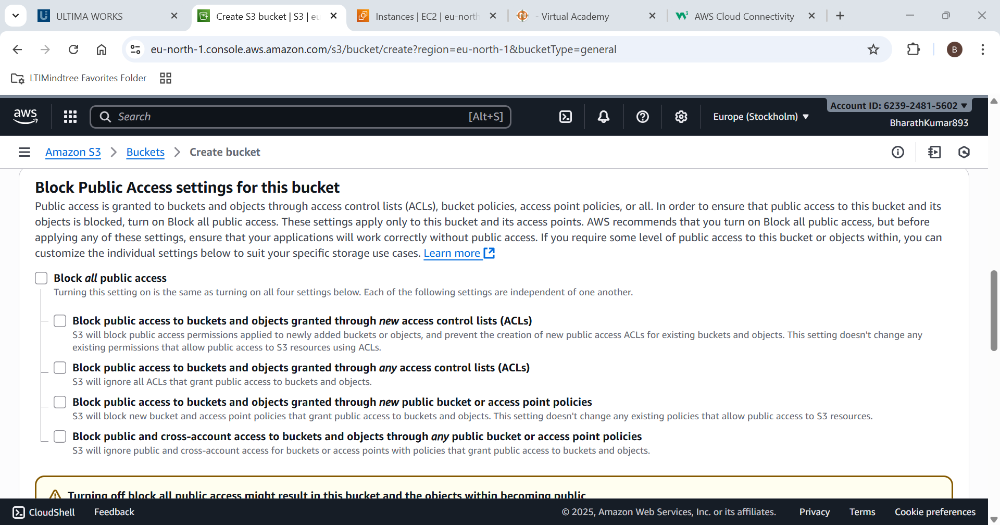 ULTIMA WORKS
Create S3 bucket | S3 | eu
Instances | EC2 | eu-north
- Virtual Academy
AWS Cloud Connectivity
eu-north-1.console.aws.amazon.com/s3/bucket/create?region=eu-north-1&bucketType=general
B
LTIMindtree Favorites Folder
aws
Search
[Alt+S]
Europe (Stockholm)
Account ID: 6239-2481-5602
BharathKumar893
Amazon S3
Buckets
Create bucket
Block Public Access settings for this bucket
Public access is granted to buckets and objects through access control lists (ACLs), bucket policies, access point policies, or all. In order to ensure that public access to this bucket and its
objects is blocked, turn on Block all public access. These settings apply only to this bucket and its access points. AWS recommends that you turn on Block all public access, but before
applying any of these settings, ensure that your applications will work correctly without public access. If you require some level of public access to this bucket or objects within, you can
customize the individual settings below to suit your specific storage use cases. Learn more
Block all public access
Turning this setting on is the same as turning on all four settings below. Each of the following settings are independent of one another.
Block public access to buckets and objects granted through new access control lists (ACLs)
S3 will block public access permissions applied to newly added buckets or objects, and prevent the creation of new public access ACLs for existing buckets and objects. This setting doesn't change any
existing permissions that allow public access to S3 resources using ACLs.
Block public access to buckets and objects granted through any access control lists (ACLs)
S3 will ignore all ACLs that grant public access to buckets and objects.
Block public access to buckets and objects granted through new public bucket or access point policies
S3 will block new bucket and access point policies that grant public access to buckets and objects. This setting doesn't change any existing policies that allow public access to S3 resources.
Block public and cross-account access to buckets and objects through any public bucket or access point policies
S3 will ignore public and cross-account access for buckets or access points with policies that grant public access to buckets and objects.
Turning off block all public access might result in this bucket and the objects within becoming public
CloudShell
Feedback
© 2025, Amazon Web Services, Inc. or its affiliates.
Privacy
Terms
Cookie preferences